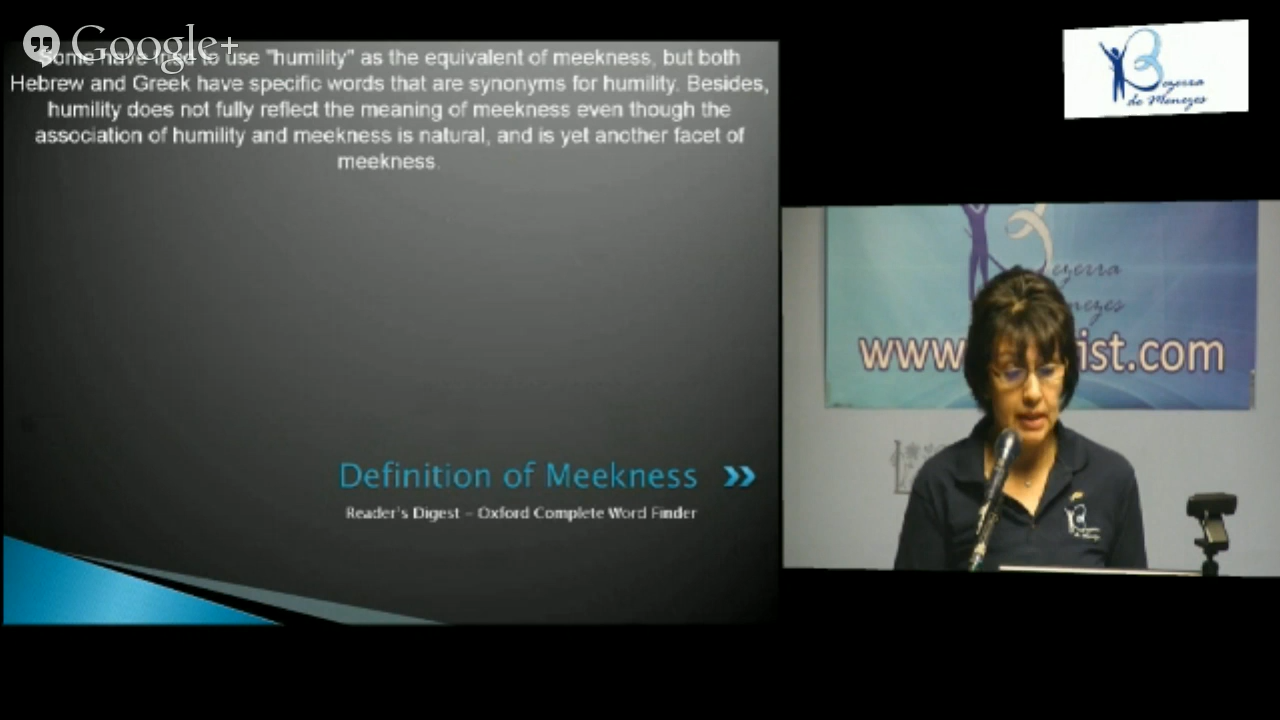 Google+
Some have tried to use "humility" as the equivalent of meekness, but both
Hebrew and Greek have specific words that are synonyms for humility. Besides,
humility does not fully reflect the meaning of meekness even though the
association of humility and meekness is natural, and is yet another facet of
meekness.
Definition of Meekness
Reader's Digest – Oxford Complete Word Finder
Bezerra
de Menezes
ezerra
nezes
www. ist.com